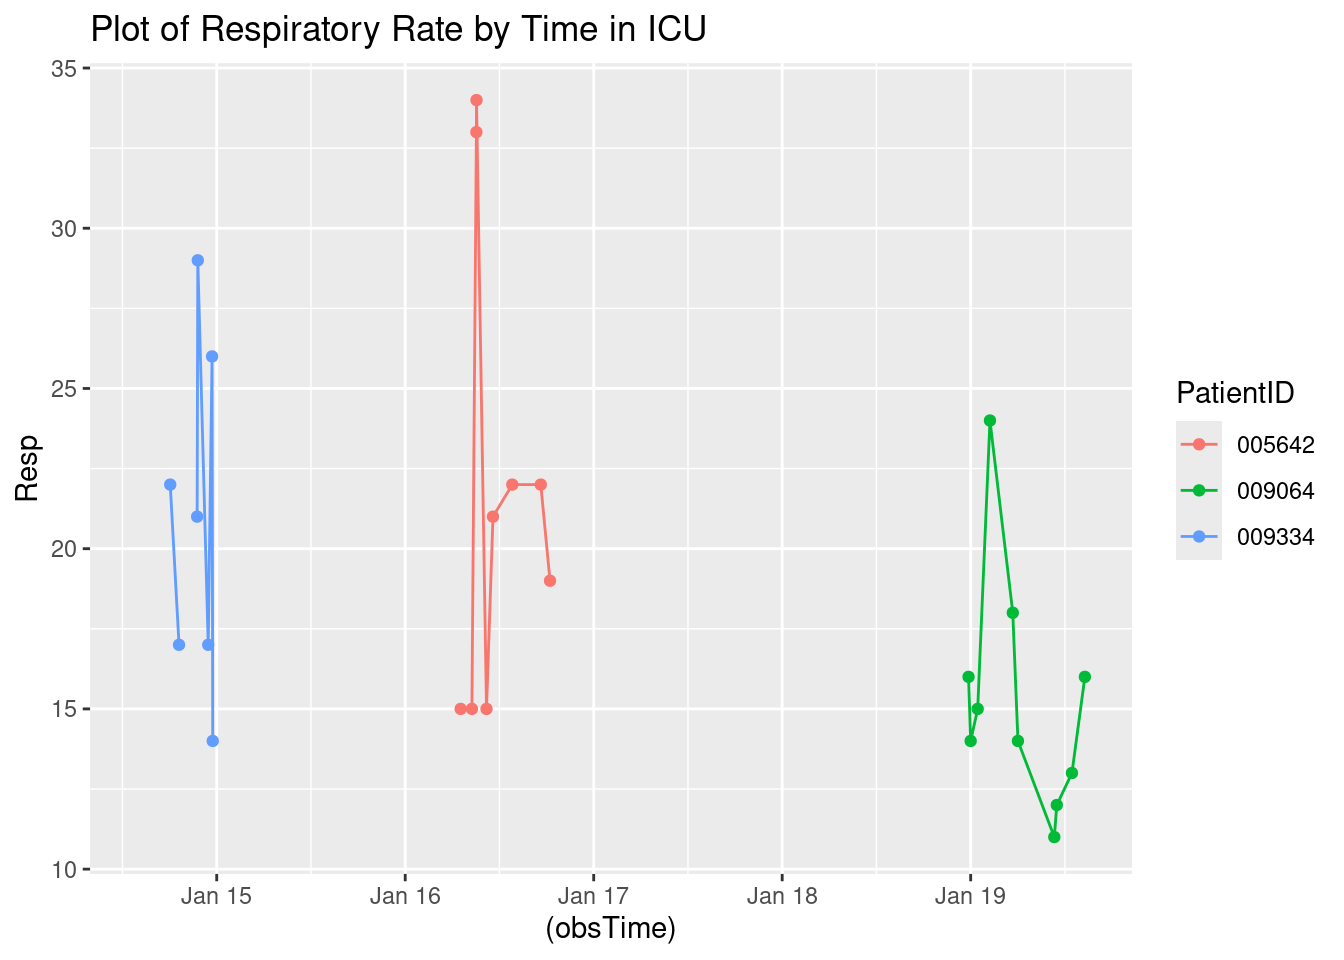 Plot of Respiratory Rate by Time in ICU
35
30
25
20
15
10
Resp
Jan 15
Jan 16
Jan 17
Jan 18
Jan 19
(obsTime)
PatientID
005642
009064
009334